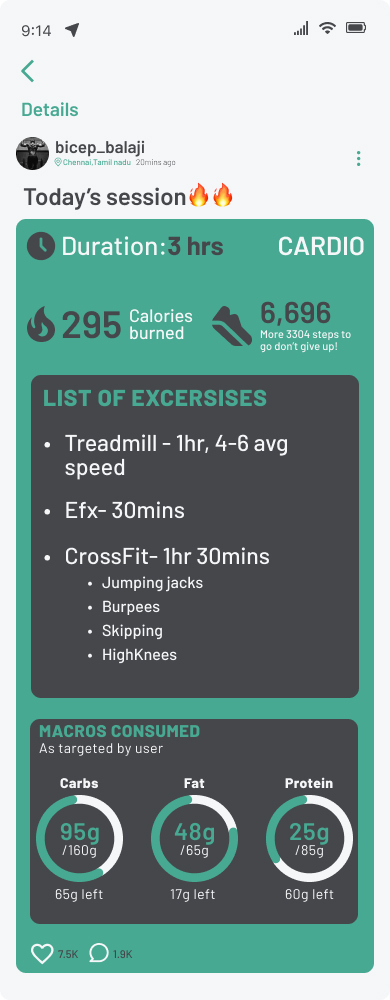 9:14
Details
bicep_balaji
Chennai,Tamil nadu 20mins ago
Today's session🔥🔥
Duration:3 hrs CARDIO
295 Calories burned
6,696
More 3304 steps to
go don't give up!
LIST OF EXCERSISES
• Treadmill - 1hr, 4-6 avg
speed
• Efx- 30mins
• CrossFit- 1hr 30mins
• Jumping jacks
• Burpees
• Skipping
• HighKnees
MACROS CONSUMED
As targeted by user
Carbs Fat Protein
95g 48g 25g
/160g /65g /85g
65g left 17g left 60g left
7.5K 1.9K